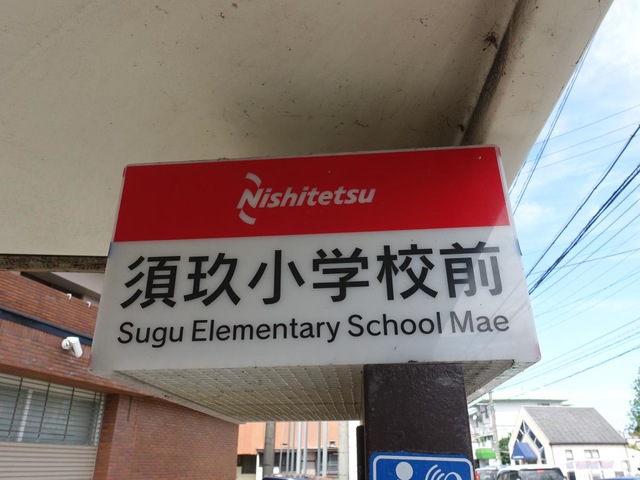 Nishitetsu
須玖小学校前
Sugu Elementary School Mae